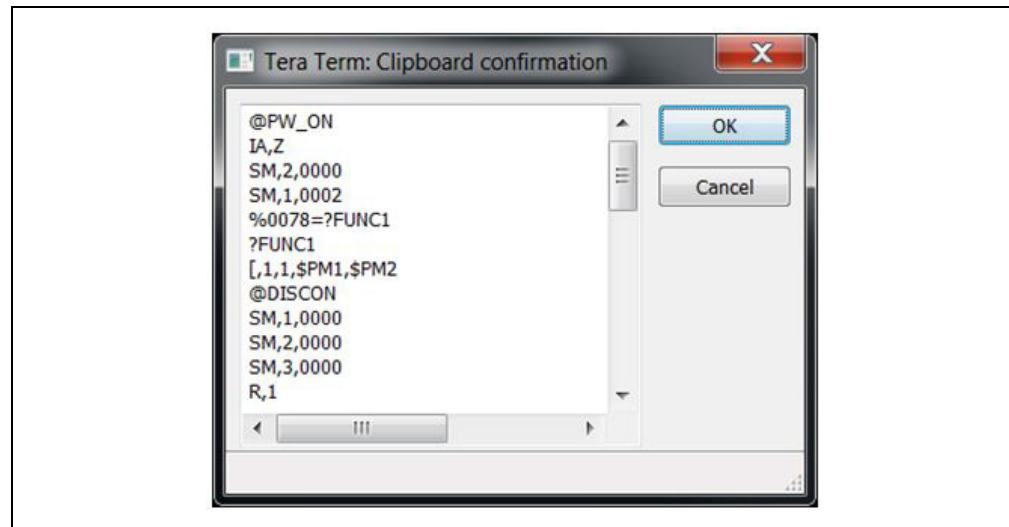 Tera Term: Clipboard confirmation
@PW_ON
IA,Z
SM,2,0000
SM,1,0002
%0078=?FUNC1
?FUNC1
[,1,1,$PM1,$PM2
@DISCON
SM,1,0000
SM,2,0000
SM,3,0000
R,1
OK
Cancel